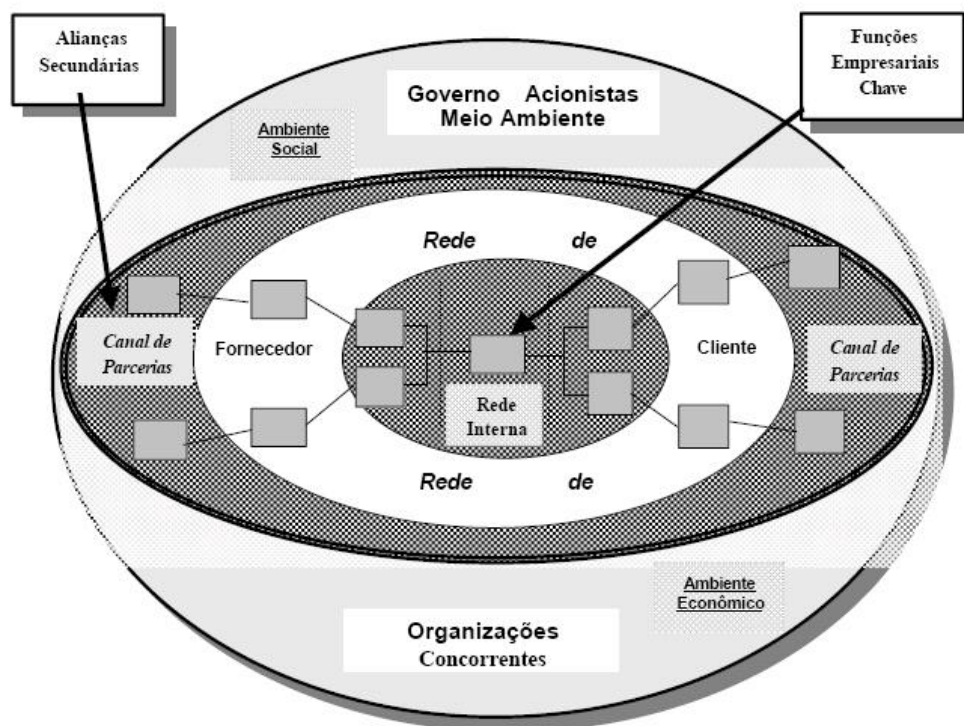 Alianças
Secundárias
Funções
Empresariais
Chave
Governo Acionistas
Meio Ambiente
Ambiente
Social
Rede de
Canal de
Parcerias
Fornecedor
Rede
Interna
Cliente
Canal de
Parcerias
Rede de
Ambiente
Econômico
Organizações
Concorrentes